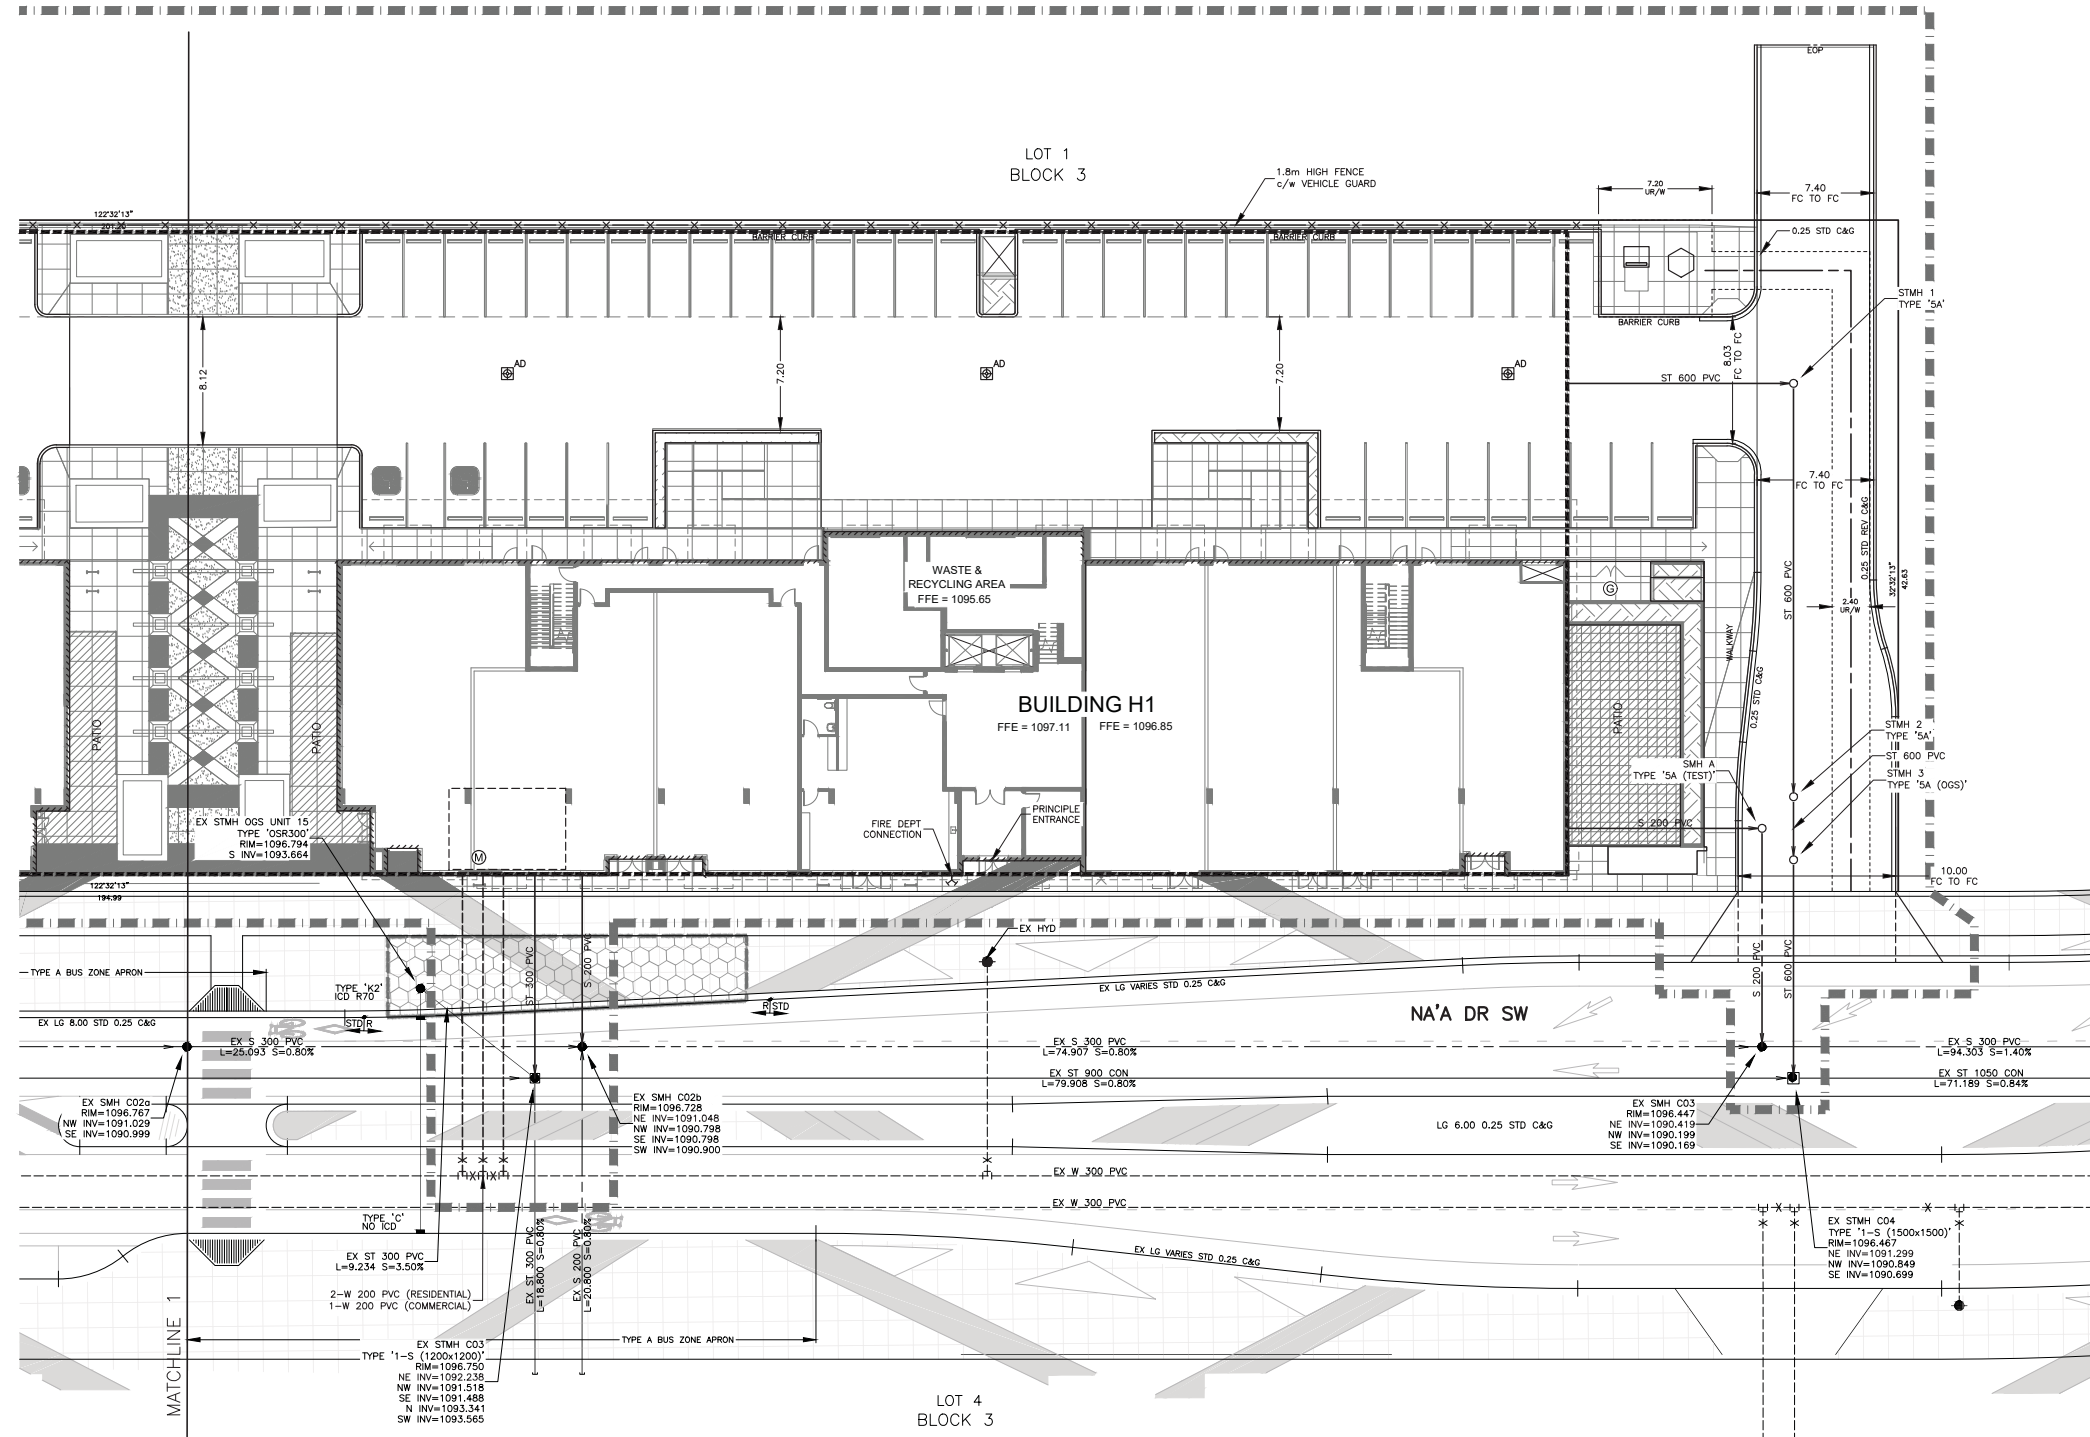 EOP
LOT 1
BLOCK 3
1.8m HIGH FENCE
c/w VEHICLE GUARD
7.20
UR/W
7.40
FC TO FC
122°32'13"
201.26
BARRIER CURB
BARRIER CURB
0.25 STD C&G
STMH 1
TYPE '5A'
BARRIER CURB
8.12
AD
7.20
AD
7.20
AD
8.03
FC TO FC
ST 600 PVC
7.40
FC TO FC
0.25 STD REV C&G
32°32'13"
42.63
WASTE &
RECYCLING AREA
FFE = 1095.65
G
ST 600 PVC
2.40
UR/W
WALKWAY
0.25 STD C&G
BUILDING H1
FFE = 1097.11
FFE = 1096.85
PATIO
PATIO
PATIO
STMH 2
TYPE '5A'
ST 600 PVC
STMH 3
TYPE '5A (OGS)'
SMH A
TYPE '5A (TEST)'
S 200 PVC
EX STMH OGS UNIT 15
TYPE 'OSR300'
RIM=1096.794
S INV=1093.664
M
FIRE DEPT
CONNECTION
PRINCIPLE
ENTRANCE
10.00
FC TO FC
122°32'13"
194.99
EX HYD
TYPE A BUS ZONE APRON
TYPE 'K2'
ICD R70
ST 300 PVC
S 200 PVC
S 200 PVC
ST 600 PVC
EX LG VARIES STD 0.25 C&G
R STD
NA'A DR SW
EX LG 8.00 STD 0.25 C&G
STD R
EX S 300 PVC
L=25.093 S=0.80%
EX S 300 PVC
L=74.907 S=0.80%
EX S 300 PVC
L=94.303 S=1.40%
EX ST 900 CON
L=79.908 S=0.80%
EX ST 1050 CON
L=71.189 S=0.84%
EX SMH C02a
RIM=1096.767
NW INV=1091.029
SE INV=1090.999
EX SMH C02b
RIM=1096.728
NE INV=1091.048
NW INV=1090.798
SE INV=1090.798
SW INV=1090.900
EX SMH C03
RIM=1096.447
NE INV=1090.419
NW INV=1090.199
SE INV=1090.169
LG 6.00 0.25 STD C&G
EX W 300 PVC
EX W 300 PVC
TYPE 'C'
NO ICD
EX ST 300 PVC
L=9.234 S=3.50%
EX ST 300 PVC
L=18.800 S=0.80%
EX S 200 PVC
L=20.800 S=0.80%
EX LG VARIES STD 0.25 C&G
EX STMH C04
TYPE '1-S (1500x1500)'
RIM=1096.467
NE INV=1091.299
NW INV=1090.849
SE INV=1090.699
2-W 200 PVC (RESIDENTIAL)
1-W 200 PVC (COMMERCIAL)
MATCHLINE 1
TYPE A BUS ZONE APRON
EX STMH C03
TYPE '1-S (1200x1200)'
RIM=1096.750
NE INV=1092.238
NW INV=1091.518
SE INV=1091.488
N INV=1093.341
SW INV=1093.565
LOT 4
BLOCK 3